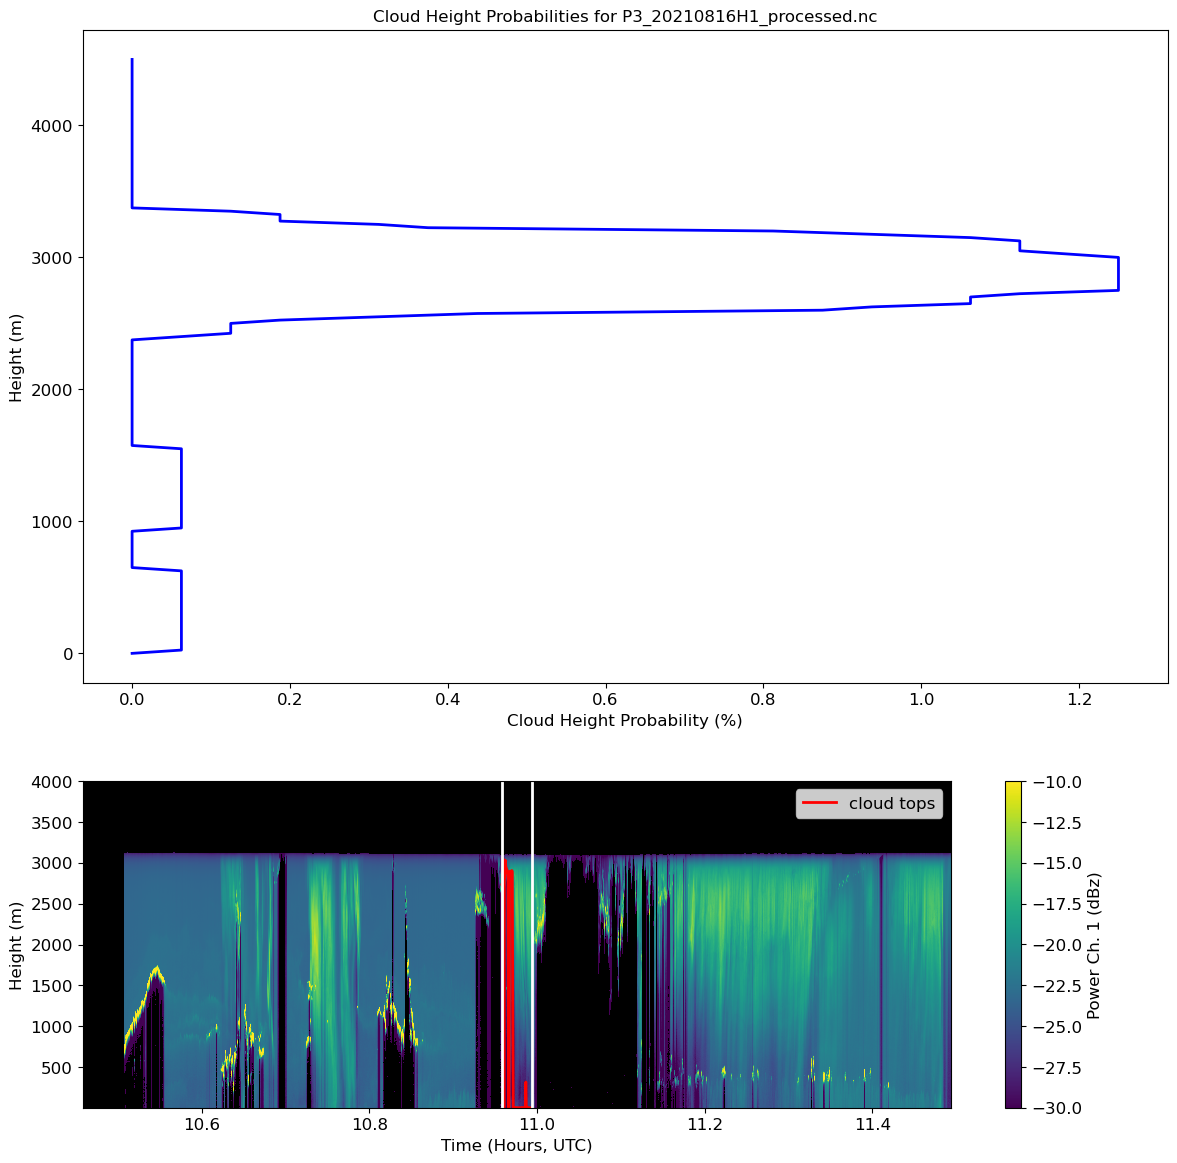 Cloud Height Probabilities for P3_20210816H1_processed.nc
Height (m)
4000
3000
2000
1000
0
0.0 0.2 0.4 0.6 0.8 1.0 1.2
Cloud Height Probability (%)
Height (m)
4000
3500
3000
2500
2000
1500
1000
500
cloud tops
10.6 10.8 11.0 11.2 11.4
Time (Hours, UTC)
−10.0
−12.5
−15.0
−17.5
−20.0
−22.5
−25.0
−27.5
−30.0
Power Ch. 1 (dBz)